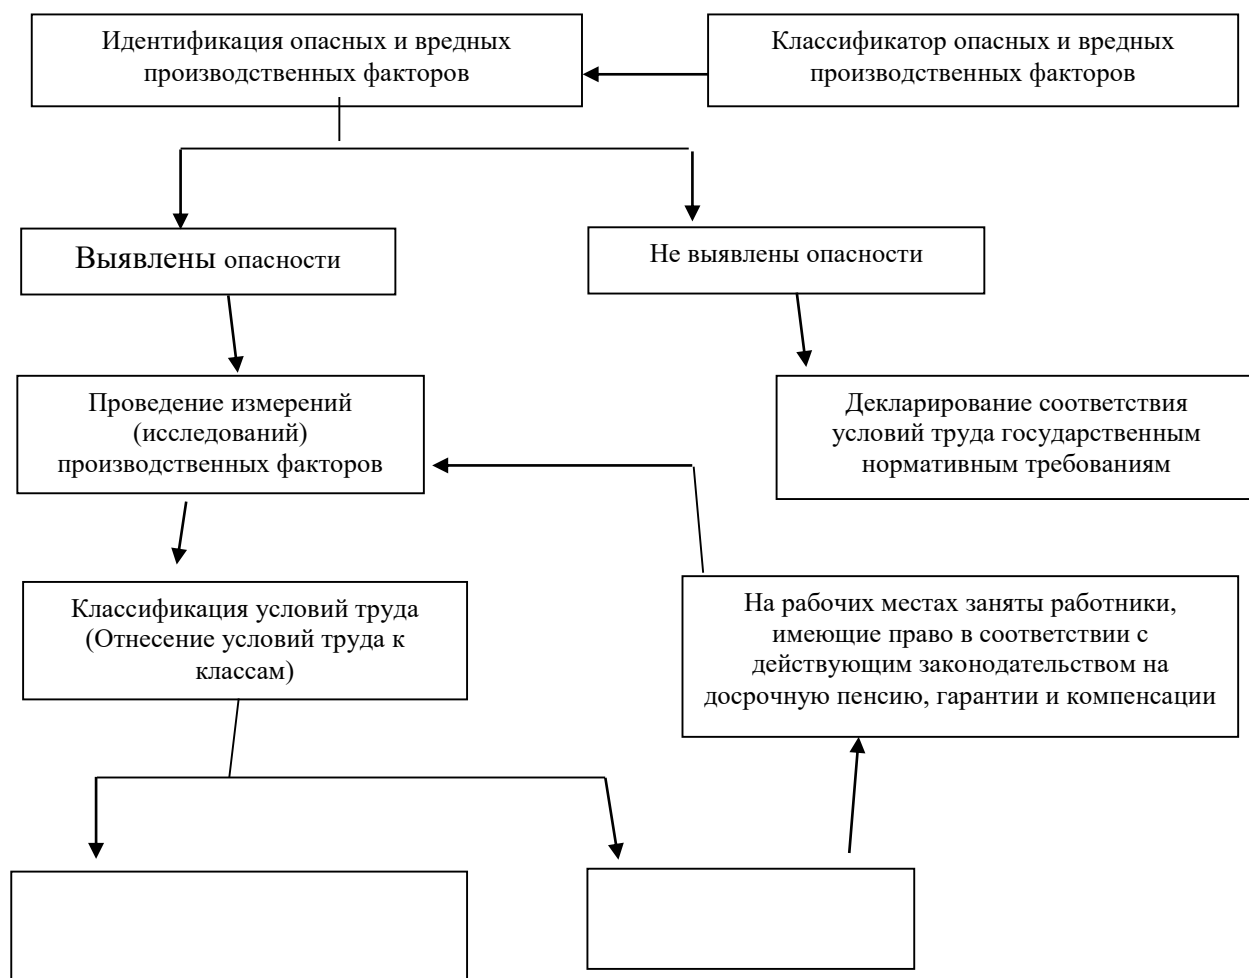 Идентификация опасных и вредных
производственных факторов
Классификатор опасных и вредных
производственных факторов
Выявлены опасности
Не выявлены опасности
Проведение измерений
(исследований)
производственных факторов
Декларирование соответствия
условий труда государственным
нормативным требованиям
Классификация условий труда
(Отнесение условий труда к
классам)
На рабочих местах заняты работники,
имеющие право в соответствии с
действующим законодательством на
досрочную пенсию, гарантии и компенсации